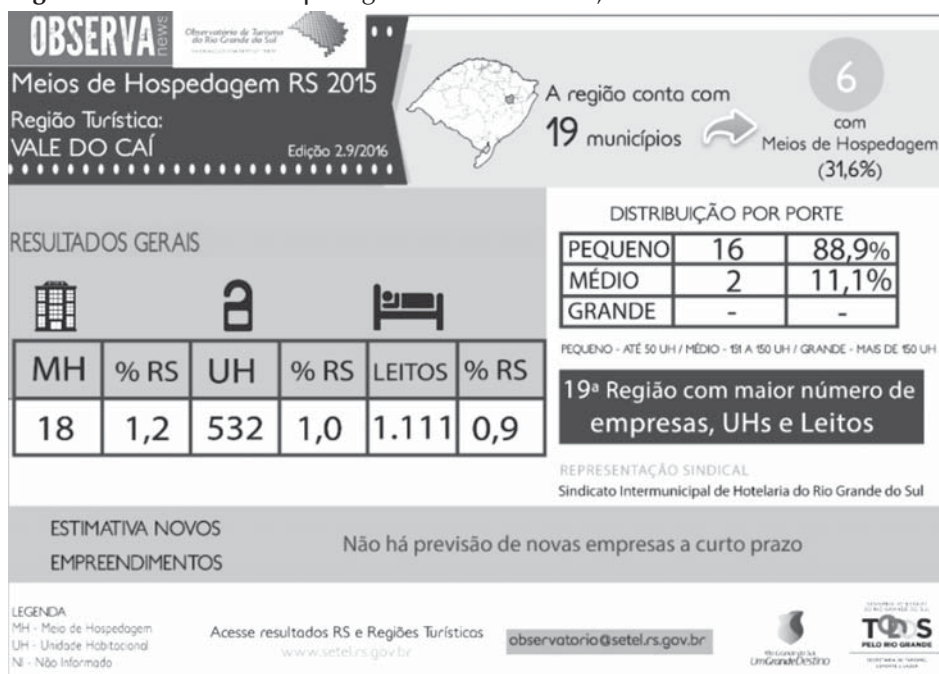 OBSERVA
news
Observatório de Turismo
do Rio Grande do Sul
Meios de Hospedagem RS 2015
Região Turística:
VALE DO CAÍ
Edição 2.9/2016
A região conta com
19 municípios
6
com
Meios de Hospedagem
(31,6%)
RESULTADOS GERAIS
MH % RS UH % RS LEITOS % RS
18 1,2 532 1,0 1.111 0,9
DISTRIBUIÇÃO POR PORTE
PEQUENO 16 88,9%
MÉDIO 2 11,1%
GRANDE - -
PEQUENO - ATÉ 50 UH / MÉDIO - 191 A 150 UH / GRANDE - MAIS DE 150 UH
19ª Região com maior número de
empresas, UHs e Leitos
REPRESENTAÇÃO SINDICAL
Sindicato Intermunicipal de Hotelaria do Rio Grande do Sul
ESTIMATIVA NOVOS
EMPREENDIMENTOS
Não há previsão de novas empresas a curto prazo
LEGENDA
MH - Meio de Hospedagem
UH - Unidade Habitacional
NI - Não Informado
Acesse resultados RS e Regiões Turísticas
www.setel.rs.gov.br
observatorio@setel.rs.gov.br
Rio Grande do Sul
UmGrandeDestino
TODOS
PELO RIO GRANDE